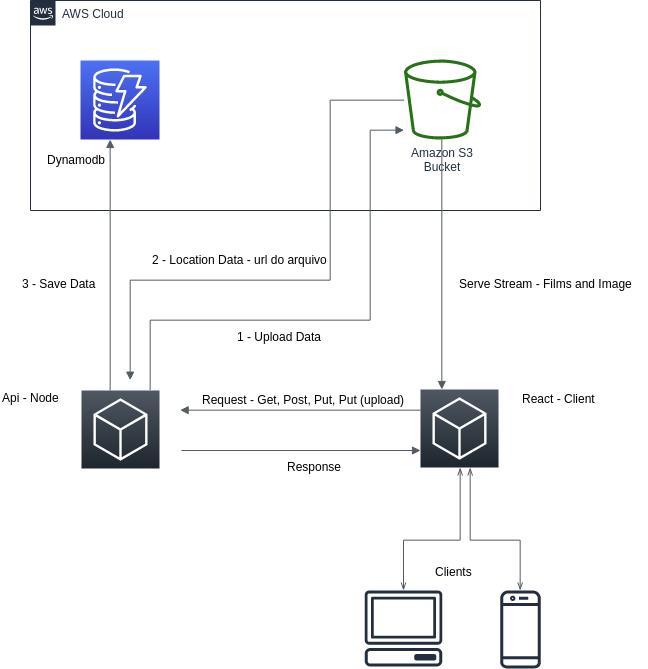 aws
AWS Cloud
Dynamodb
Amazon S3
Bucket
2 - Location Data - url do arquivo
3 - Save Data
Serve Stream - Films and Image
1 - Upload Data
Api - Node
Request - Get, Post, Put, Put (upload)
React - Client
Response
Clients